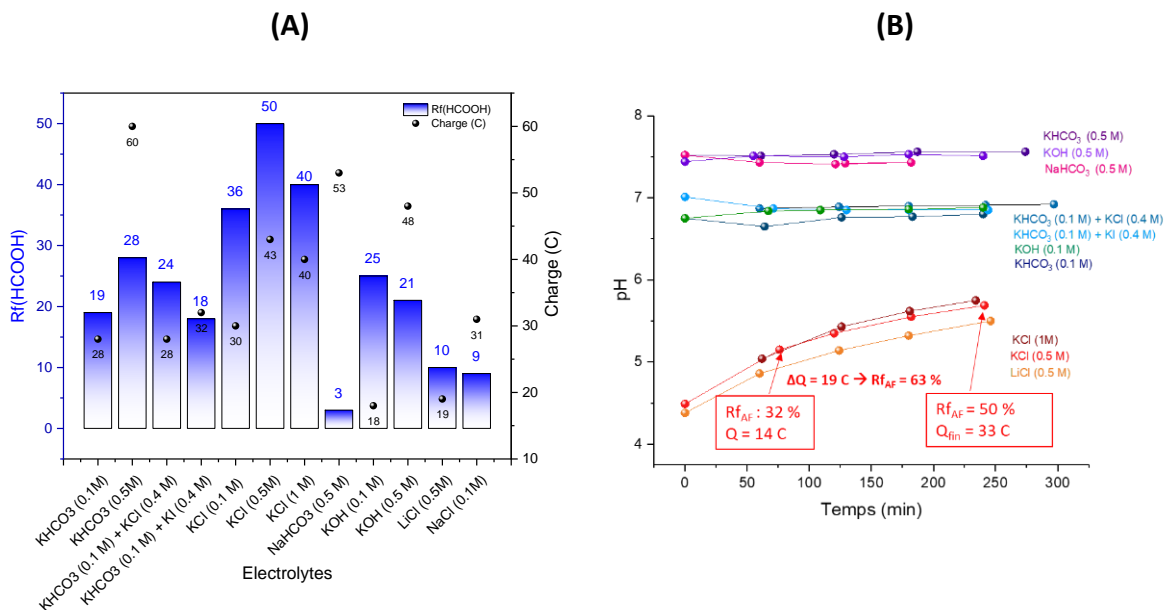 (A)
Rf(HCOOH)
Charge (C)
50
40
30
20
10
0
Rf(HCOOH)
19
28
24
18
36
50
40
3
25
21
10
9
28
60
28
32
30
43
40
53
18
48
19
31
60
50
40
30
20
10
Charge (C)
KHCO3 (0.1M)
KHCO3 (0.5M)
KHCO3 (0.1 M) + KCl (0.4 M)
KHCO3 (0.1 M) + KI (0.4 M)
KCl (0.1 M)
KCl (0.5M)
KCl (1 M)
NaHCO3 (0.5 M)
KOH (0.1 M)
KOH (0.5 M)
LiCl (0.5M)
NaCl (0.1M)
Electrolytes
(B)
8
7
6
5
4
pH
KHCO₃ (0.5 M)
KOH (0.5 M)
NaHCO₃ (0.5 M)
KHCO₃ (0.1 M) + KCl (0.4 M)
KHCO₃ (0.1 M) + KI (0.4 M)
KOH (0.1 M)
KHCO₃ (0.1 M)
KCl (1M)
KCl (0.5 M)
LiCl (0.5M)
ΔQ = 19 C → Rf_AF = 63 %
Rf_AF : 32 %
Q = 14 C
Rf_AF = 50 %
Q_fin = 33 C
0
50
100
150
200
250
300
Temps (min)